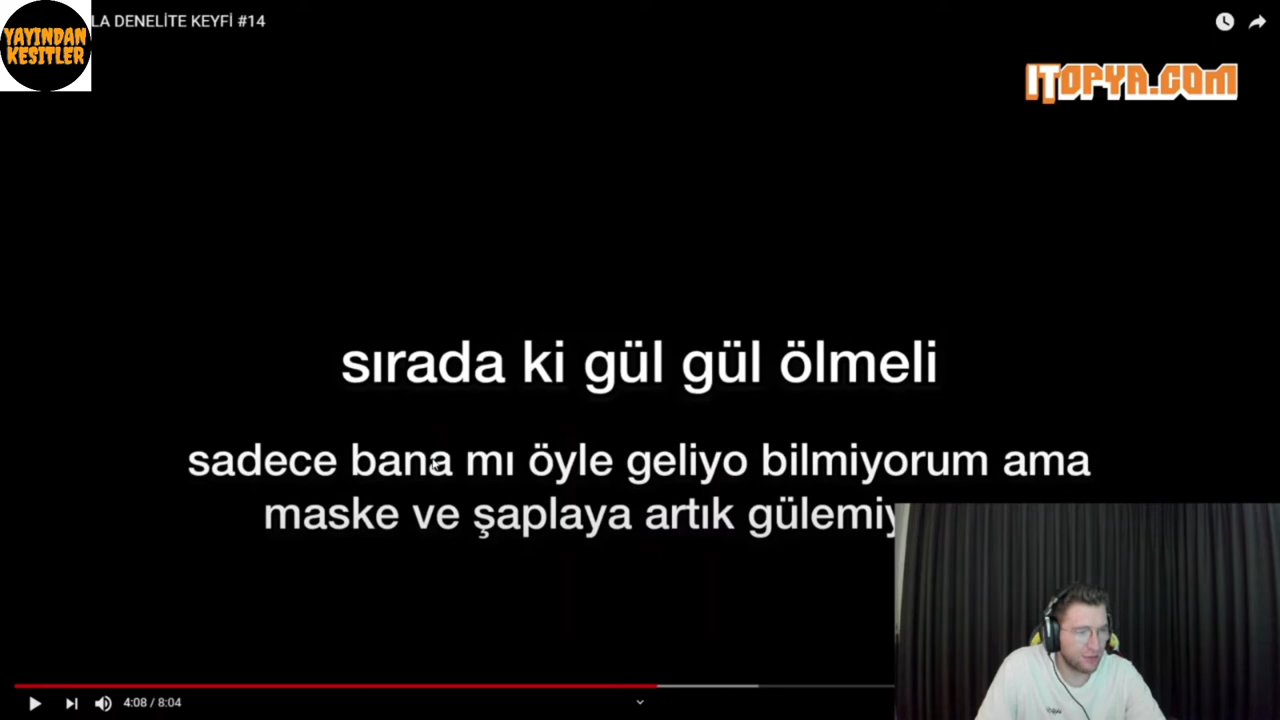 YAYINDAN
KESİTLER
LA DENELİTE KEYFİ #14
ITOPYA.COM
sırada ki gül gül ölmeli
sadece bana mı öyle geliyo bilmiyorum ama
maske ve şaplaya artık
4:08 / 8:04